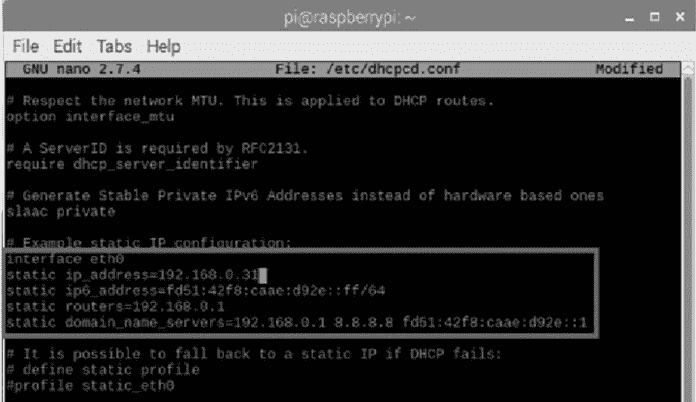 pi@raspberrypi: ~
File Edit Tabs Help
GNU nano 2.7.4 File: /etc/dhcpcd.conf Modified
# Respect the network MTU. This is applied to DHCP routes.
option interface_mtu
# A ServerID is required by RFC2131.
require dhcp_server_identifier
# Generate Stable Private IPv6 Addresses instead of hardware based ones
slaac private
# Example static IP configuration:
interface eth0
static ip_address=192.168.0.31
static ip6_address=fd51:42f8:caae:d92e::ff/64
static routers=192.168.0.1
static domain_name_servers=192.168.0.1 8.8.8.8 fd51:42f8:caae:d92e::1
# It is possible to fall back to a static IP if DHCP fails:
# define static profile
#profile static_eth0